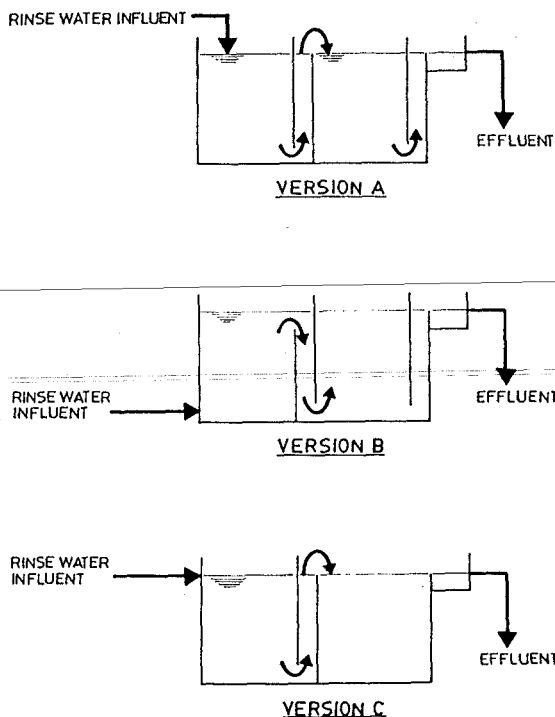 RINSE WATER INFLUENT
EFFLUENT
VERSION A
RINSE WATER
INFLUENT
EFFLUENT
VERSION B
RINSE WATER
INFLUENT
EFFLUENT
VERSION C